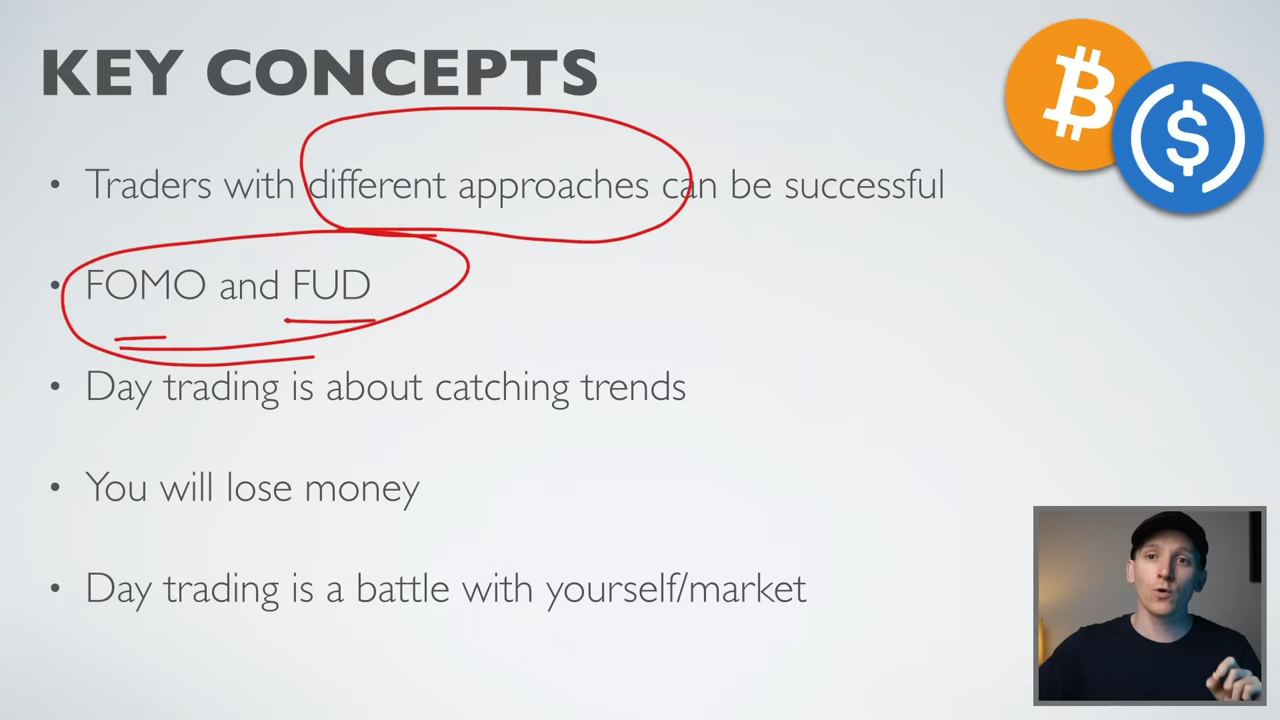 KEY CONCEPTS
• Traders with different approaches can be successful
• FOMO and FUD
• Day trading is about catching trends
• You will lose money
• Day trading is a battle with yourself/market